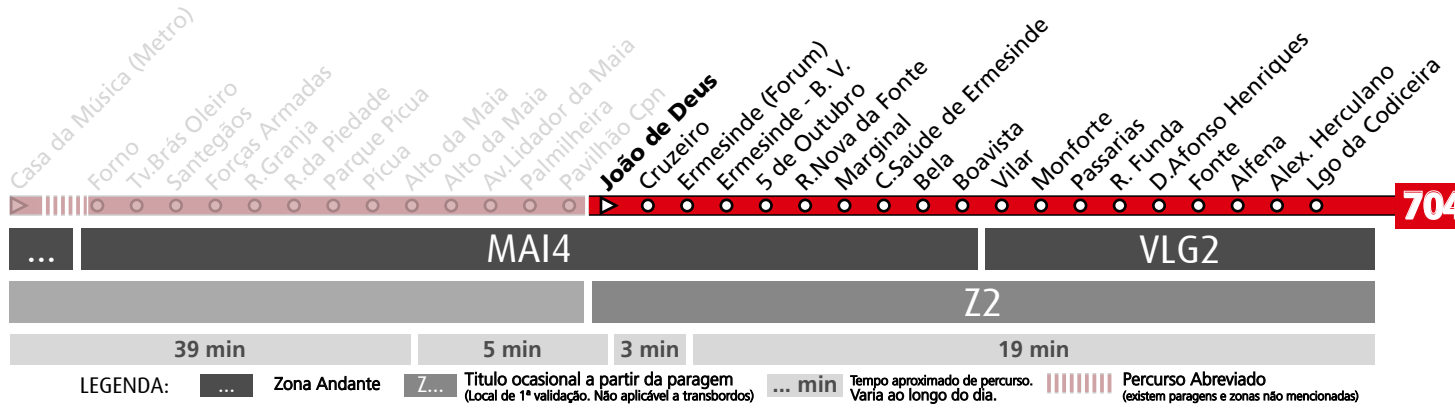 Casa da Música (Metro)
Forno
Tv.Brás Oleiro
Santegãos
Forças Armadas
R.Granja
R.da Piedade
Parque Pícua
Pícua
Alto da Maia
Alto da Maia
Av.Lidador da Maia
Palmilheira
Pavilhão Cpn
João de Deus
Cruzeiro
Ermesinde (Forum)
Ermesinde - B. V.
5 de Outubro
R.Nova da Fonte
Marginal
C.Saúde de Ermesinde
Bela
Boavista
Vilar
Monforte
Passarias
R. Funda
D.Afonso Henriques
Fonte
Alfena
Alex. Herculano
Lgo da Codiceira
704
... MAI4 VLG2
Z2
39 min 5 min 3 min 19 min
LEGENDA: ... Zona Andante Z... Titulo ocasional a partir da paragem
(Local de 1ª validação. Não aplicável a transbordos)
... min Tempo aproximado de percurso.
Varia ao longo do dia.
Percurso Abreviado
(existem paragens e zonas não mencionadas)